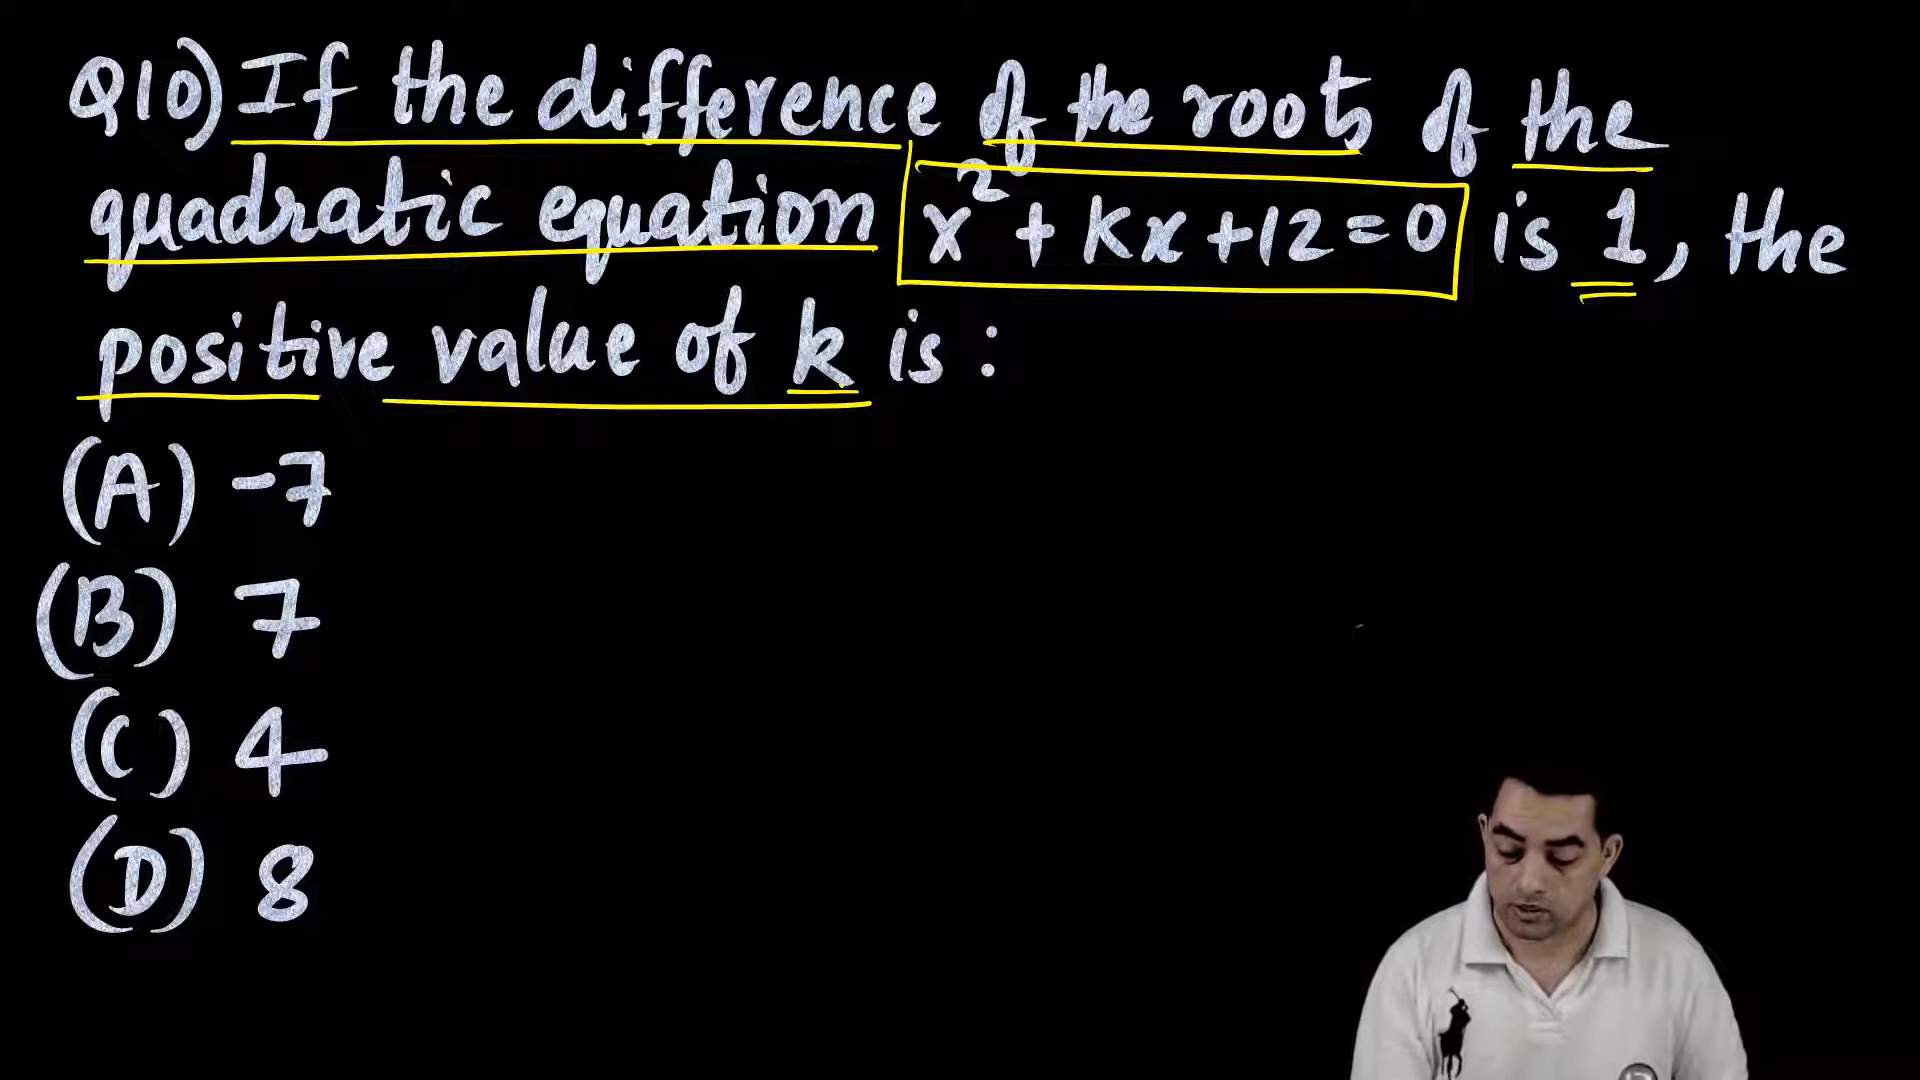 Q10) If the difference of the roots of the
quadratic equation x² + kx + 12 = 0 is 1, the
positive value of k is :
(A) -7
(B) 7
(C) 4
(D) 8